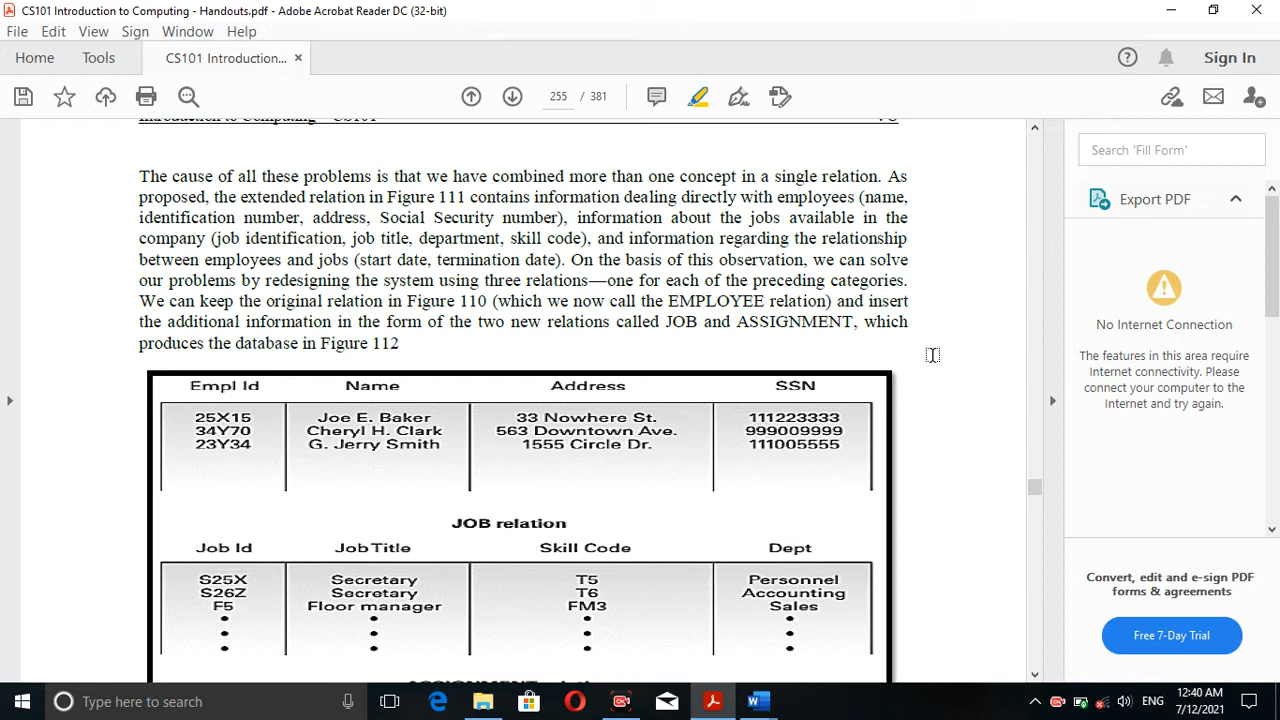 CS101 Introduction to Computing - Handouts.pdf - Adobe Acrobat Reader DC (32-bit)
File Edit View Sign Window Help
Home Tools CS101 Introduction... × Sign In
255 / 381
Introduction to Computing – CS101 VU
The cause of all these problems is that we have combined more than one concept in a single relation. As
proposed, the extended relation in Figure 111 contains information dealing directly with employees (name,
identification number, address, Social Security number), information about the jobs available in the
company (job identification, job title, department, skill code), and information regarding the relationship
between employees and jobs (start date, termination date). On the basis of this observation, we can solve
our problems by redesigning the system using three relations—one for each of the preceding categories.
We can keep the original relation in Figure 110 (which we now call the EMPLOYEE relation) and insert
the additional information in the form of the two new relations called JOB and ASSIGNMENT, which
produces the database in Figure 112
Empl Id Name Address SSN
25X15 Joe E. Baker 33 Nowhere St. 111223333
34Y70 Cheryl H. Clark 563 Downtown Ave. 999009999
23Y34 G. Jerry Smith 1555 Circle Dr. 111005555
JOB relation
Job Id Job Title Skill Code Dept
S25X Secretary T5 Personnel
S26Z Secretary T6 Accounting
F5 Floor manager FM3 Sales
Search 'Fill Form'
Export PDF
No Internet Connection
The features in this area require
Internet connectivity. Please
connect your computer to the
Internet and try again.
Convert, edit and e-sign PDF
forms & agreements
Free 7-Day Trial
Type here to search
ENG
12:40 AM
7/12/2021